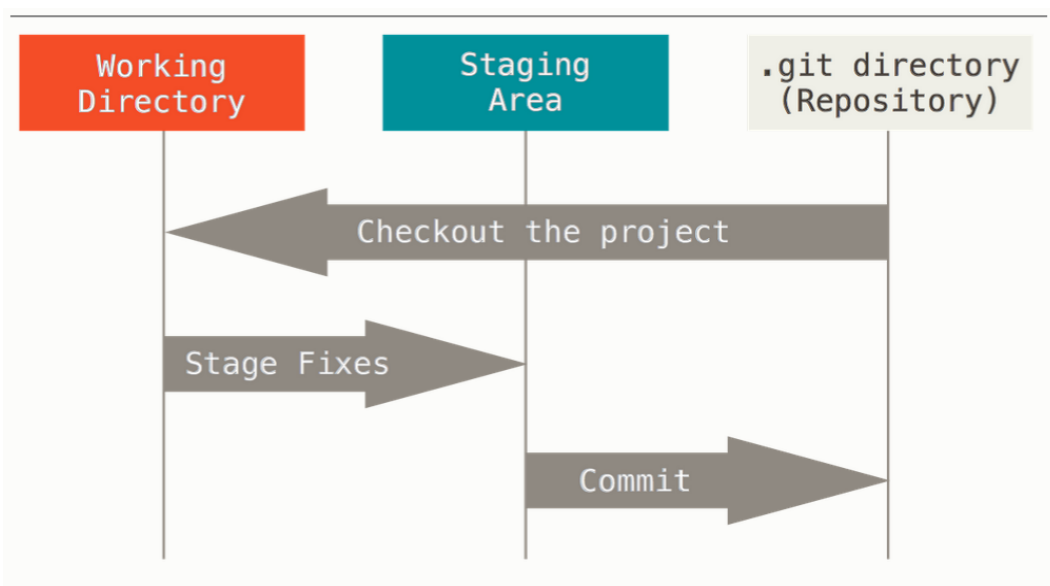 Working
Directory
Staging
Area
.git directory
(Repository)
Checkout the project
Stage Fixes
Commit